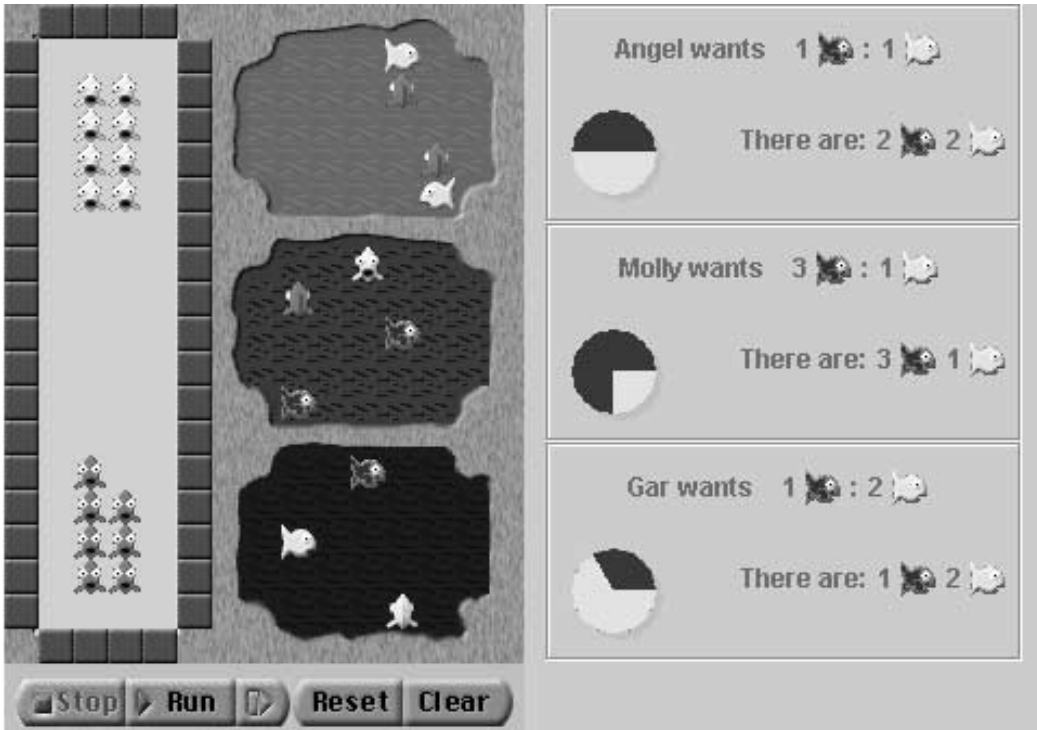 Angel wants 1 : 1
There are: 2 2
Molly wants 3 : 1
There are: 3 1
Gar wants 1 : 2
There are: 1 2
Stop Run Reset Clear